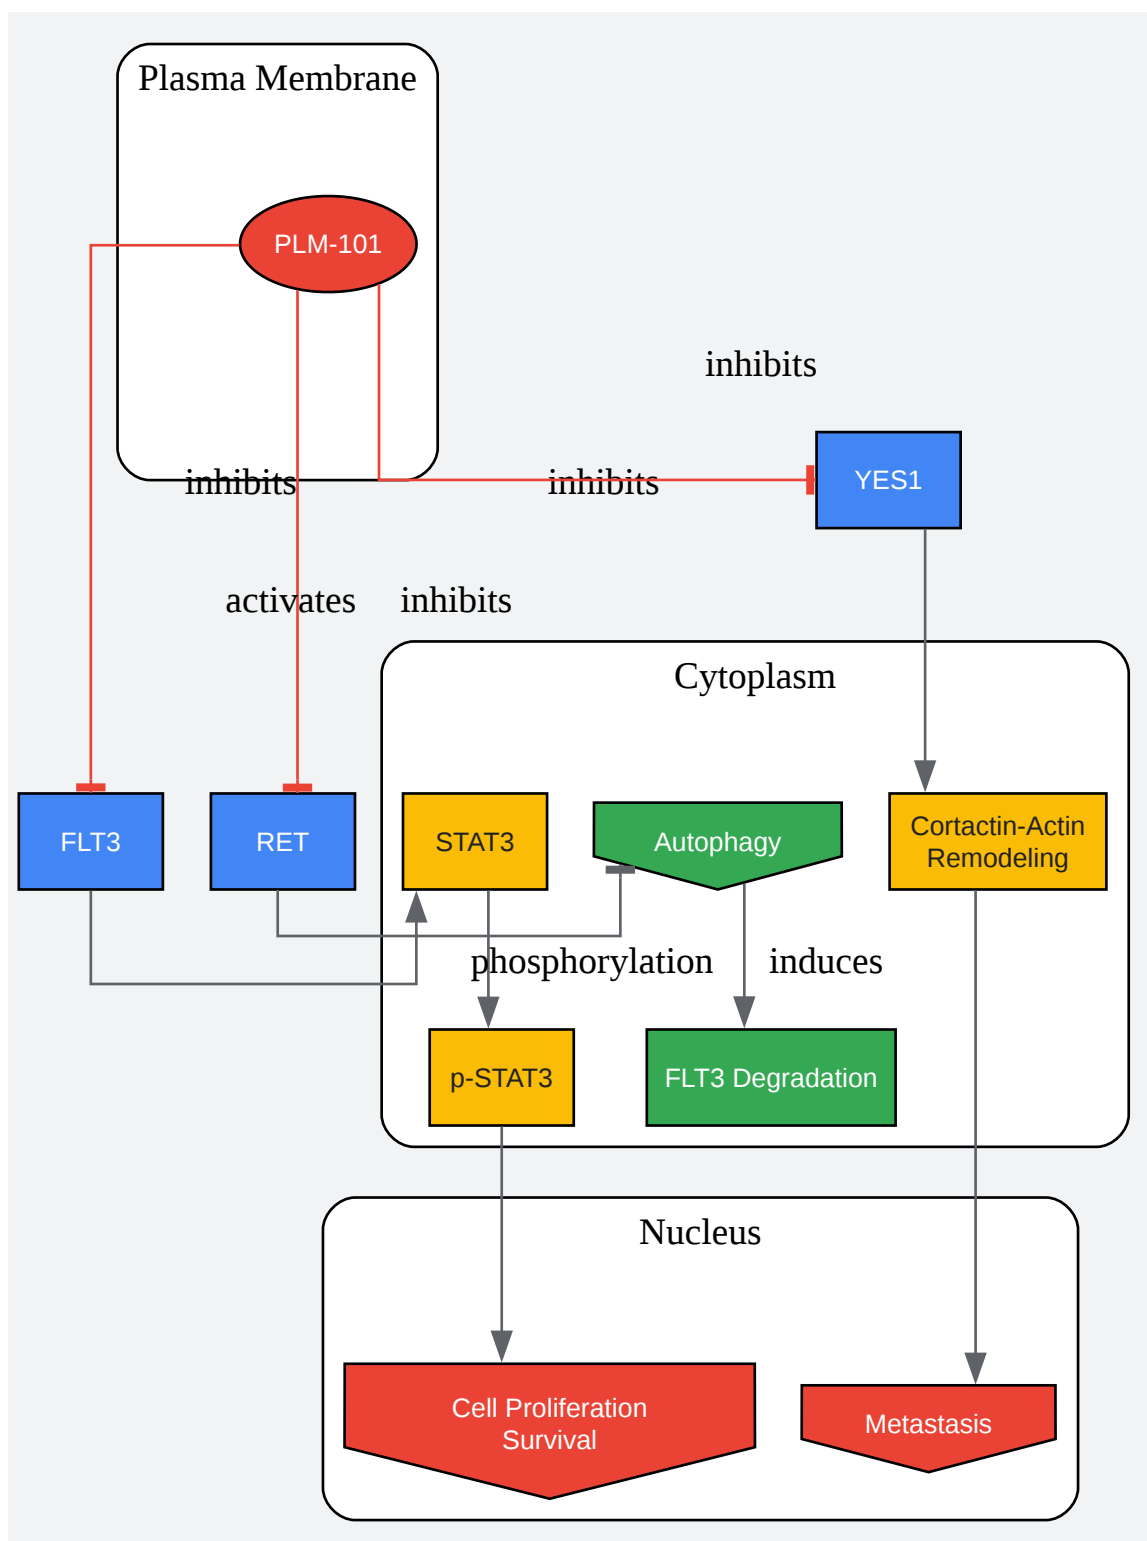 Plasma Membrane
PLM-101
inhibits
YES1
inhibits
inhibits
activates
inhibits
Cytoplasm
FLT3
RET
STAT3
Autophagy
Cortactin-Actin
Remodeling
phosphorylation
induces
p-STAT3
FLT3 Degradation
Nucleus
Cell Proliferation
Survival
Metastasis